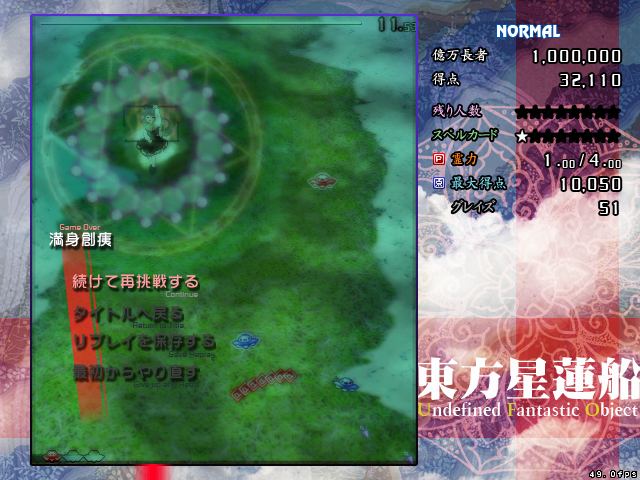 11.53
NORMAL
億万長者 1,000,000
得点 32,110
残り人数
スペルカード
P 霊力 1.00/4.00
最大得点 10,050
グレイズ 51
Game Over
満身創痍
続けて再挑戦する
Continue
タイトルへ戻る
Return to Title
リプレイを保存する
Save Replay
最初からやり直す
東方星蓮船
Undefined Fantastic Object
49.0fps